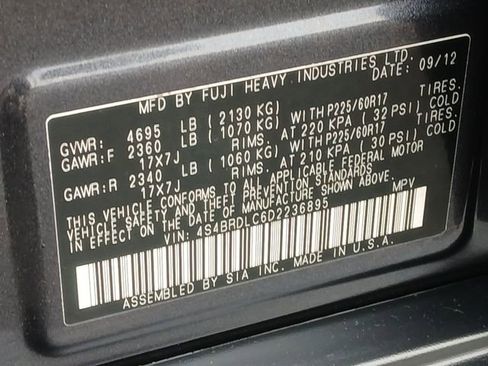 MFD BY FUJI HEAVY INDUSTRIES LTD.
DATE: 09/12
GVWR: 4695 LB (2130 KG)
GAWR:F 2360 LB (1070 KG) WITH P225/60R17 TIRES.
17X7J RIMS. AT 220 KPA (32 PSI) COLD
GAWR:R 2340 LB (1060 KG) WITH P225/60R17 TIRES.
17X7J RIMS. AT 210 KPA (30 PSI) COLD
THIS VEHICLE CONFORMS TO ALL APPLICABLE FEDERAL MOTOR
VEHICLE SAFETY AND THEFT PREVENTION STANDARDS
IN EFFECT ON THE DATE OF MANUFACTURE SHOWN ABOVE.
VIN: 4S4BRDLC6D2236895 MPV
ASSEMBLED BY SIA INC. MADE IN U.S.A.